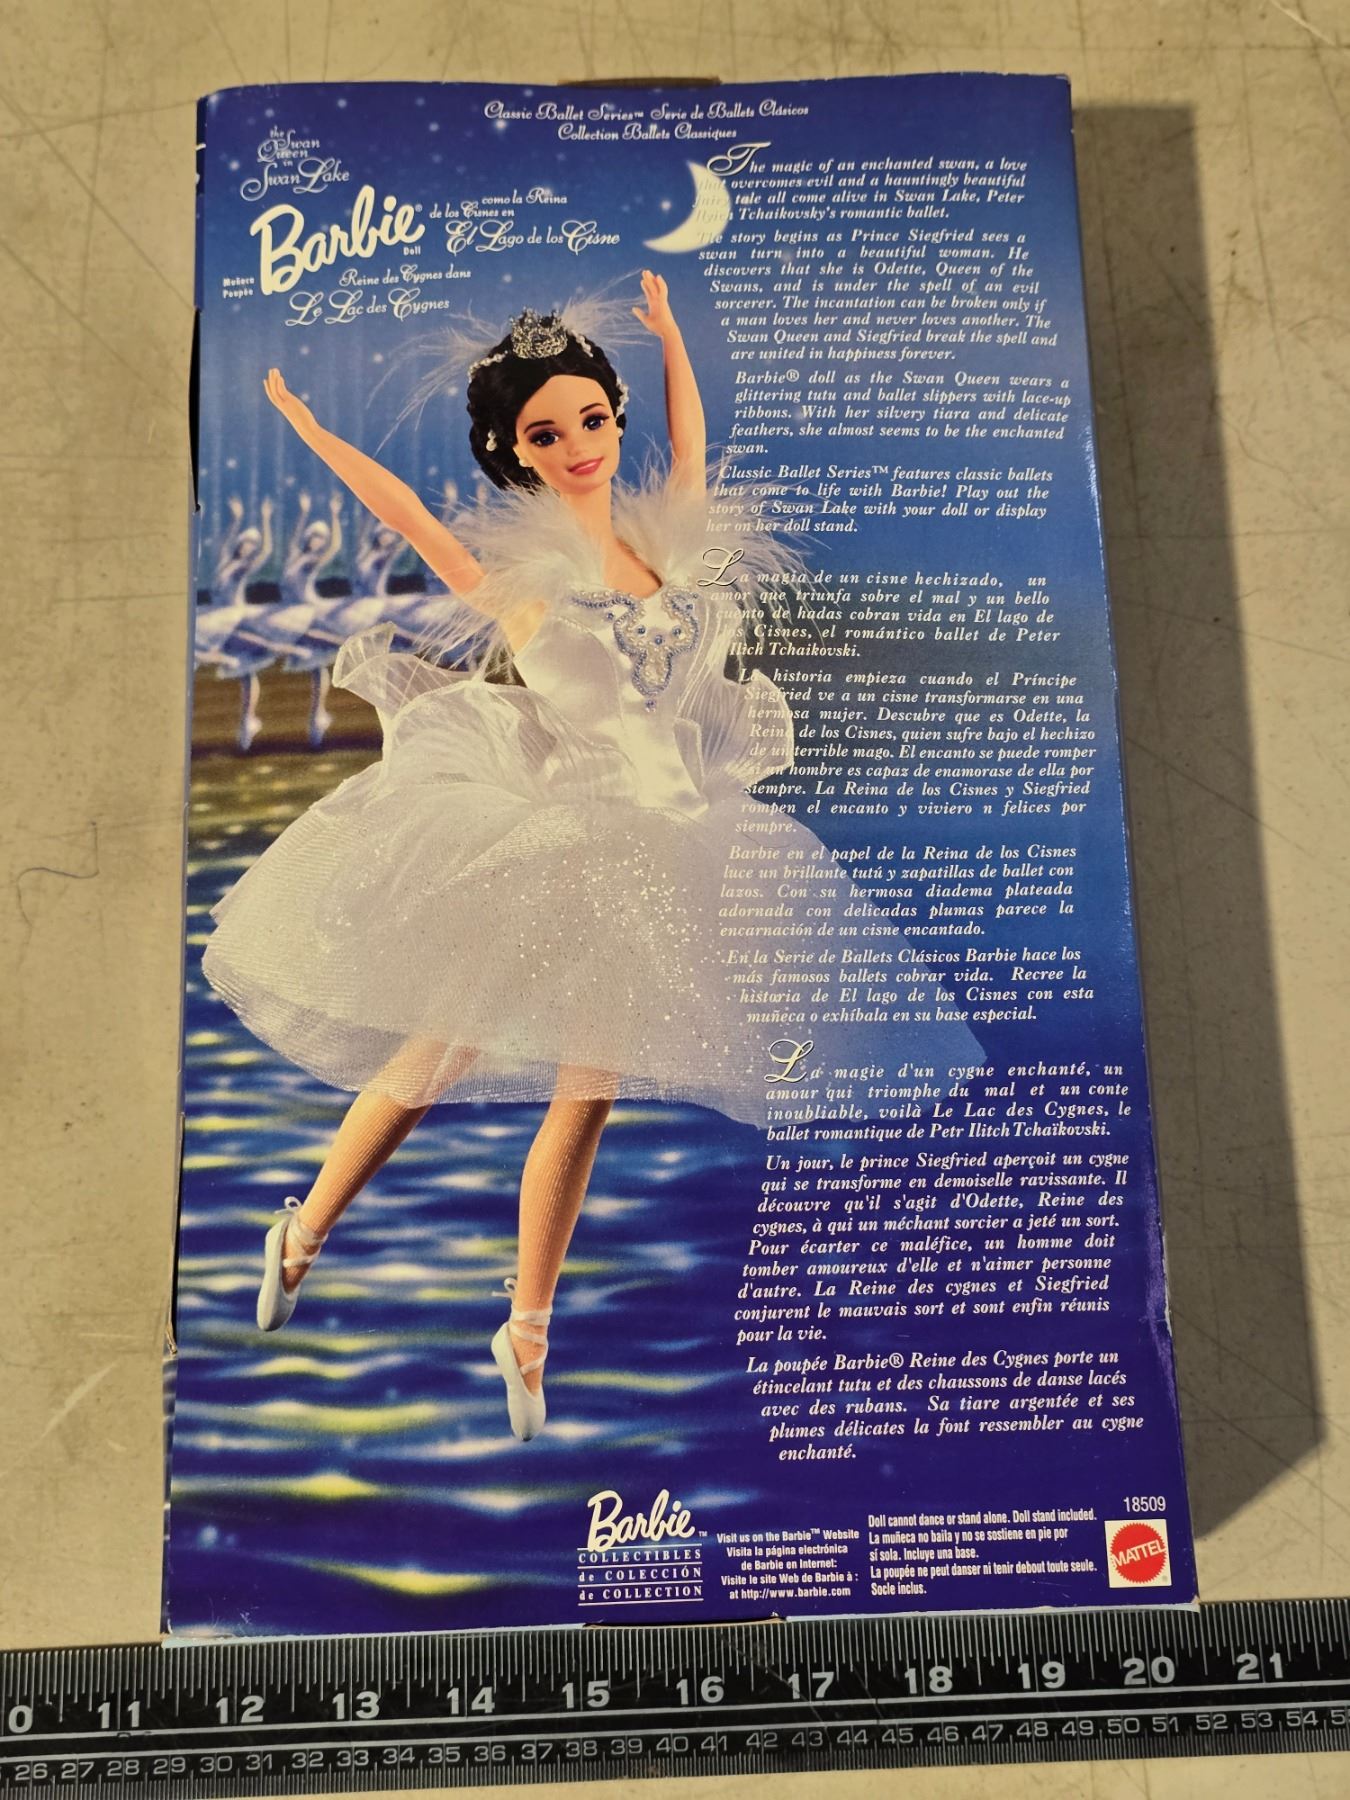 Classic Ballet Series™ Serie de Ballets Clásicos
Collection Ballets Classiques
the
Swan
Queen
in
Swan Lake
Barbie®
Doll
Muñeca
Poupée
como la Reina
de los Cisnes en
El Lago de los Cisne
Reine des Cygnes dans
Le Lac des Cygnes
The magic of an enchanted swan, a love
that overcomes evil and a hauntingly beautiful
fairy tale all come alive in Swan Lake, Peter
Ilyich Tchaikovsky's romantic ballet.
The story begins as Prince Siegfried sees a
swan turn into a beautiful woman. He
discovers that she is Odette, Queen of the
Swans, and is under the spell of an evil
sorcerer. The incantation can be broken only if
a man loves her and never loves another. The
Swan Queen and Siegfried break the spell and
are united in happiness forever.
Barbie® doll as the Swan Queen wears a
glittering tutu and ballet slippers with lace-up
ribbons. With her silvery tiara and delicate
feathers, she almost seems to be the enchanted
swan.
Classic Ballet Series™ features classic ballets
that come to life with Barbie! Play out the
story of Swan Lake with your doll or display
her on her doll stand.
La magia de un cisne hechizado, un
amor que triunfa sobre el mal y un bello
cuento de hadas cobran vida en El lago de
los Cisnes, el romántico ballet de Peter
Ilich Tchaikovski.
La historia empieza cuando el Príncipe
Siegfried ve a un cisne transformarse en una
hermosa mujer. Descubre que es Odette, la
Reina de los Cisnes, quien sufre bajo el hechizo
de un terrible mago. El encanto se puede romper
si un hombre es capaz de enamorase de ella por
siempre. La Reina de los Cisnes y Siegfried
rompen el encanto y viviero n felices por
siempre.
Barbie en el papel de la Reina de los Cisnes
luce un brillante tutú y zapatillas de ballet con
lazos. Con su hermosa diadema plateada
adornada con delicadas plumas parece la
encarnación de un cisne encantado.
En la Serie de Ballets Clásicos Barbie hace los
más famosos ballets cobrar vida. Recree la
historia de El lago de los Cisnes con esta
muñeca o exhíbala en su base especial.
La magie d'un cygne enchanté, un
amour qui triomphe du mal et un conte
inoubliable, voilà Le Lac des Cygnes, le
ballet romantique de Petr Ilitch Tchaïkovski.
Un jour, le prince Siegfried aperçoit un cygne
qui se transforme en demoiselle ravissante. Il
découvre qu'il s'agit d'Odette, Reine des
cygnes, à qui un méchant sorcier a jeté un sort.
Pour écarter ce maléfice, un homme doit
tomber amoureux d'elle et n'aimer personne
d'autre. La Reine des cygnes et Siegfried
conjurent le mauvais sort et sont enfin réunis
pour la vie.
La poupée Barbie® Reine des Cygnes porte un
étincelant tutu et des chaussons de danse lacés
avec des rubans. Sa tiare argentée et ses
plumes délicates la font ressembler au cygne
enchanté.
Barbie™
COLLECTIBLES
de COLECCIÓN
de COLLECTION
Visit us on the Barbie™ Website
Visita la página electrónica
de Barbie en Internet:
Visite le site Web de Barbie à :
at http://www.barbie.com
Doll cannot dance or stand alone. Doll stand included.
La muñeca no baila y no se sostiene en pie por
sí sola. Incluye una base.
La poupée ne peut danser ni tenir debout toute seule.
Socle inclus.
18509
MATTEL
0 11 12 13 14 15 16 17 18 19 20 21
26 27 28 29 30 31 32 33 34 35 36 37 38 39 40 41 42 43 44 45 46 47 48 49 50 51 52 53 54 5